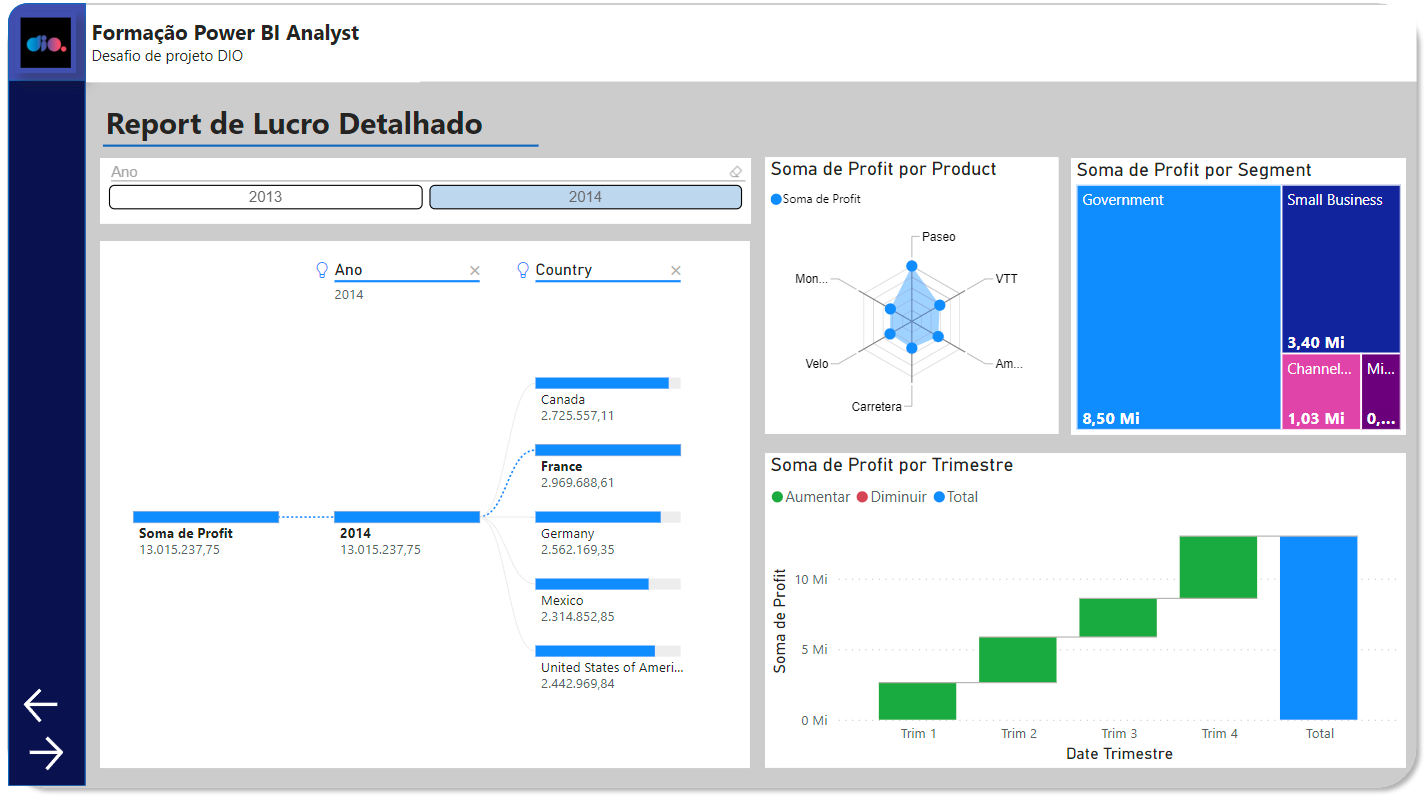 dio.
Formação Power BI Analyst
Desafio de projeto DIO
Report de Lucro Detalhado
Ano
2013
2014
Ano
2014
Country
Canada
2.725.557,11
France
2.969.688,61
Soma de Profit
13.015.237,75
2014
13.015.237,75
Germany
2.562.169,35
Mexico
2.314.852,85
United States of Ameri...
2.442.969,84
Soma de Profit por Product
Soma de Profit
Paseo
Mon...
VTT
Velo
Am...
Carretera
Soma de Profit por Segment
Government
8,50 Mi
Small Business
3,40 Mi
Channel...
1,03 Mi
Mi...
0,...
Soma de Profit por Trimestre
Aumentar Diminuir Total
Soma de Profit
10 Mi
5 Mi
0 Mi
Trim 1 Trim 2 Trim 3 Trim 4 Total
Date Trimestre